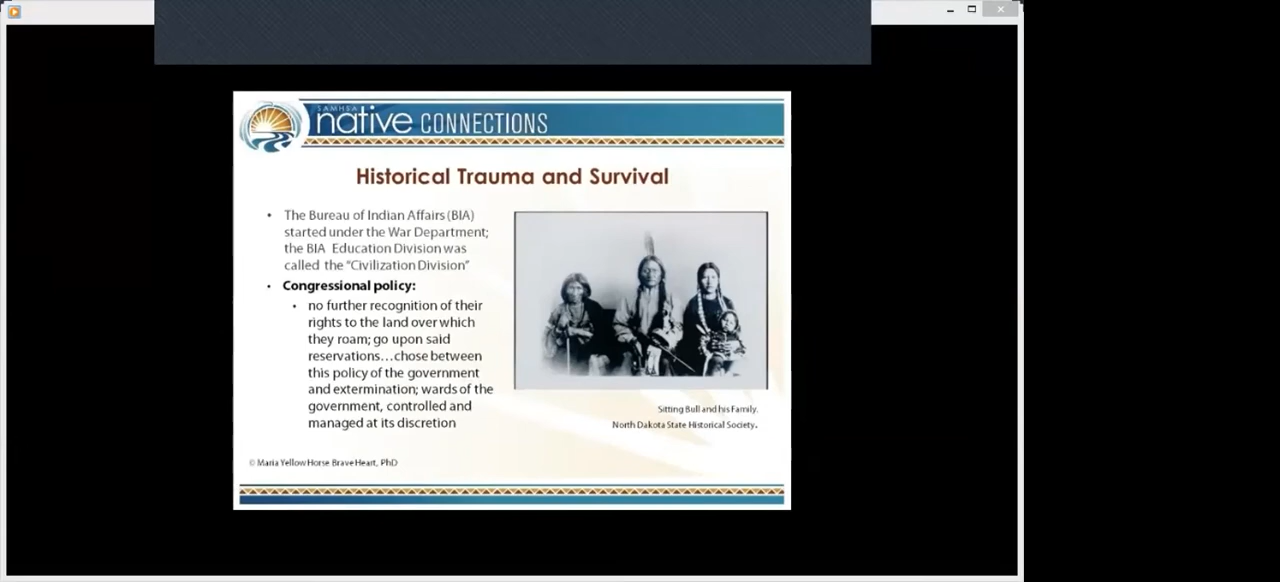 SAMHSA
native CONNECTIONS
Historical Trauma and Survival
• The Bureau of Indian Affairs (BIA)
started under the War Department;
the BIA Education Division was
called the "Civilization Division"
• Congressional policy:
• no further recognition of their
rights to the land over which
they roam; go upon said
reservations...chose between
this policy of the government
and extermination; wards of the
government, controlled and
managed at its discretion
Sitting Bull and his Family.
North Dakota State Historical Society.
© Maria Yellow Horse Brave Heart, PhD